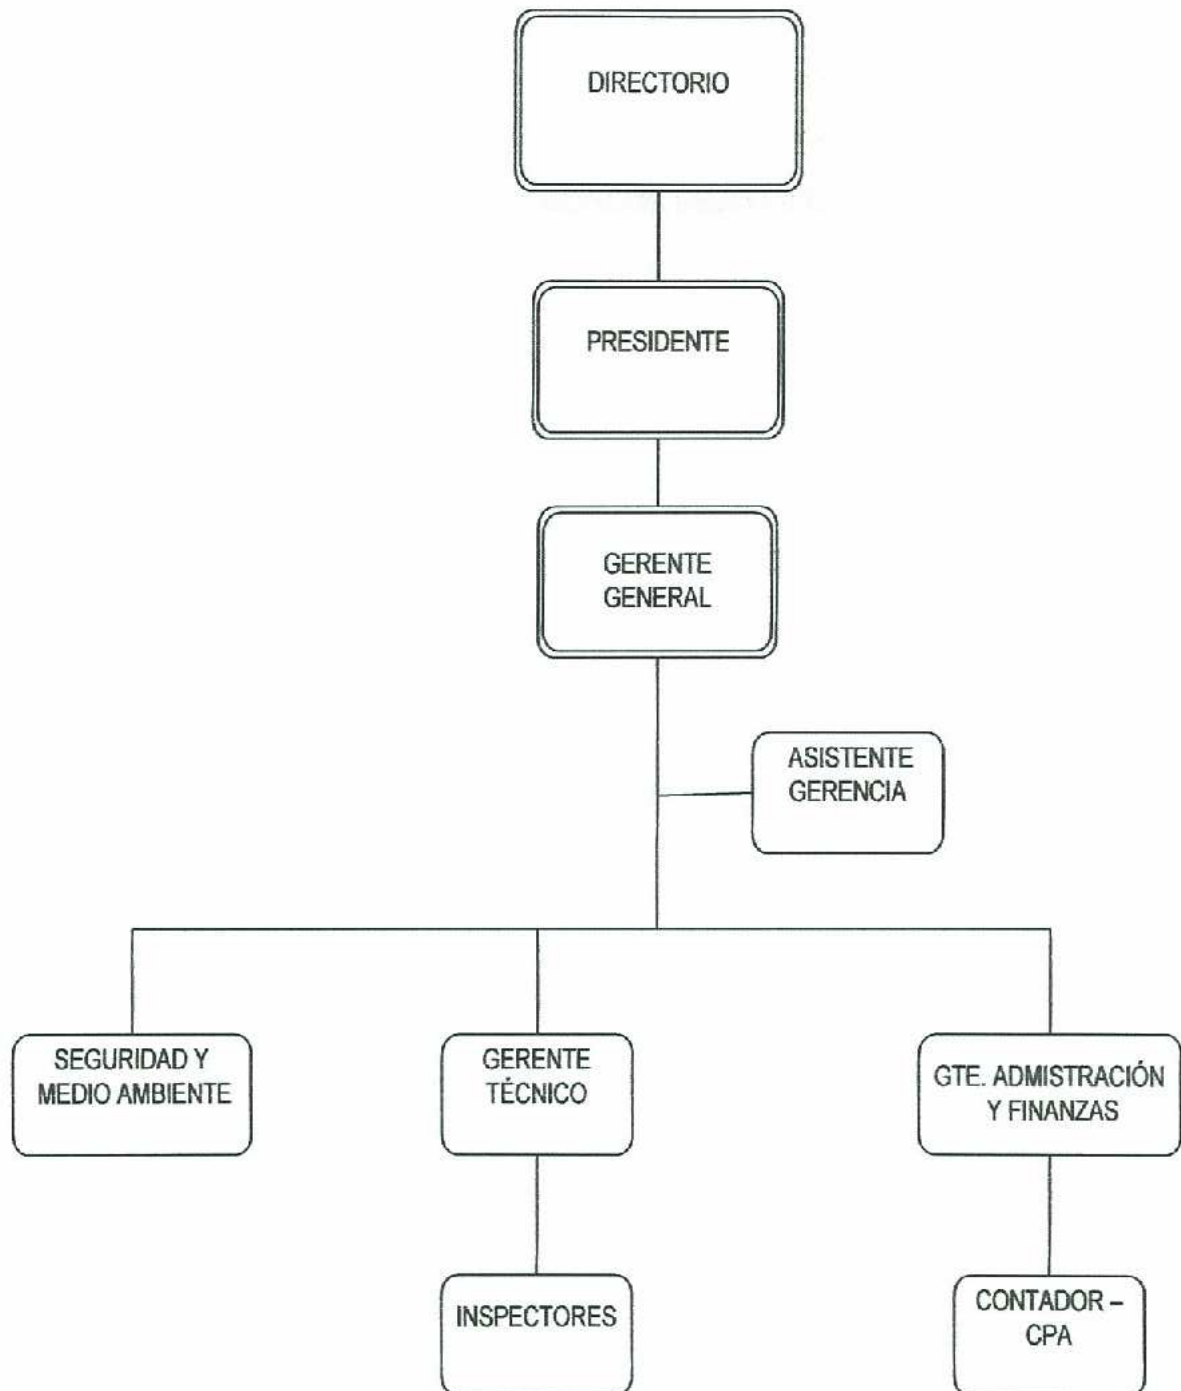 DIRECTORIO
PRESIDENTE
GERENTE
GENERAL
ASISTENTE
GERENCIA
SEGURIDAD Y
MEDIO AMBIENTE
GERENTE
TÉCNICO
GTE. ADMISTRACIÓN
Y FINANZAS
INSPECTORES
CONTADOR –
CPA